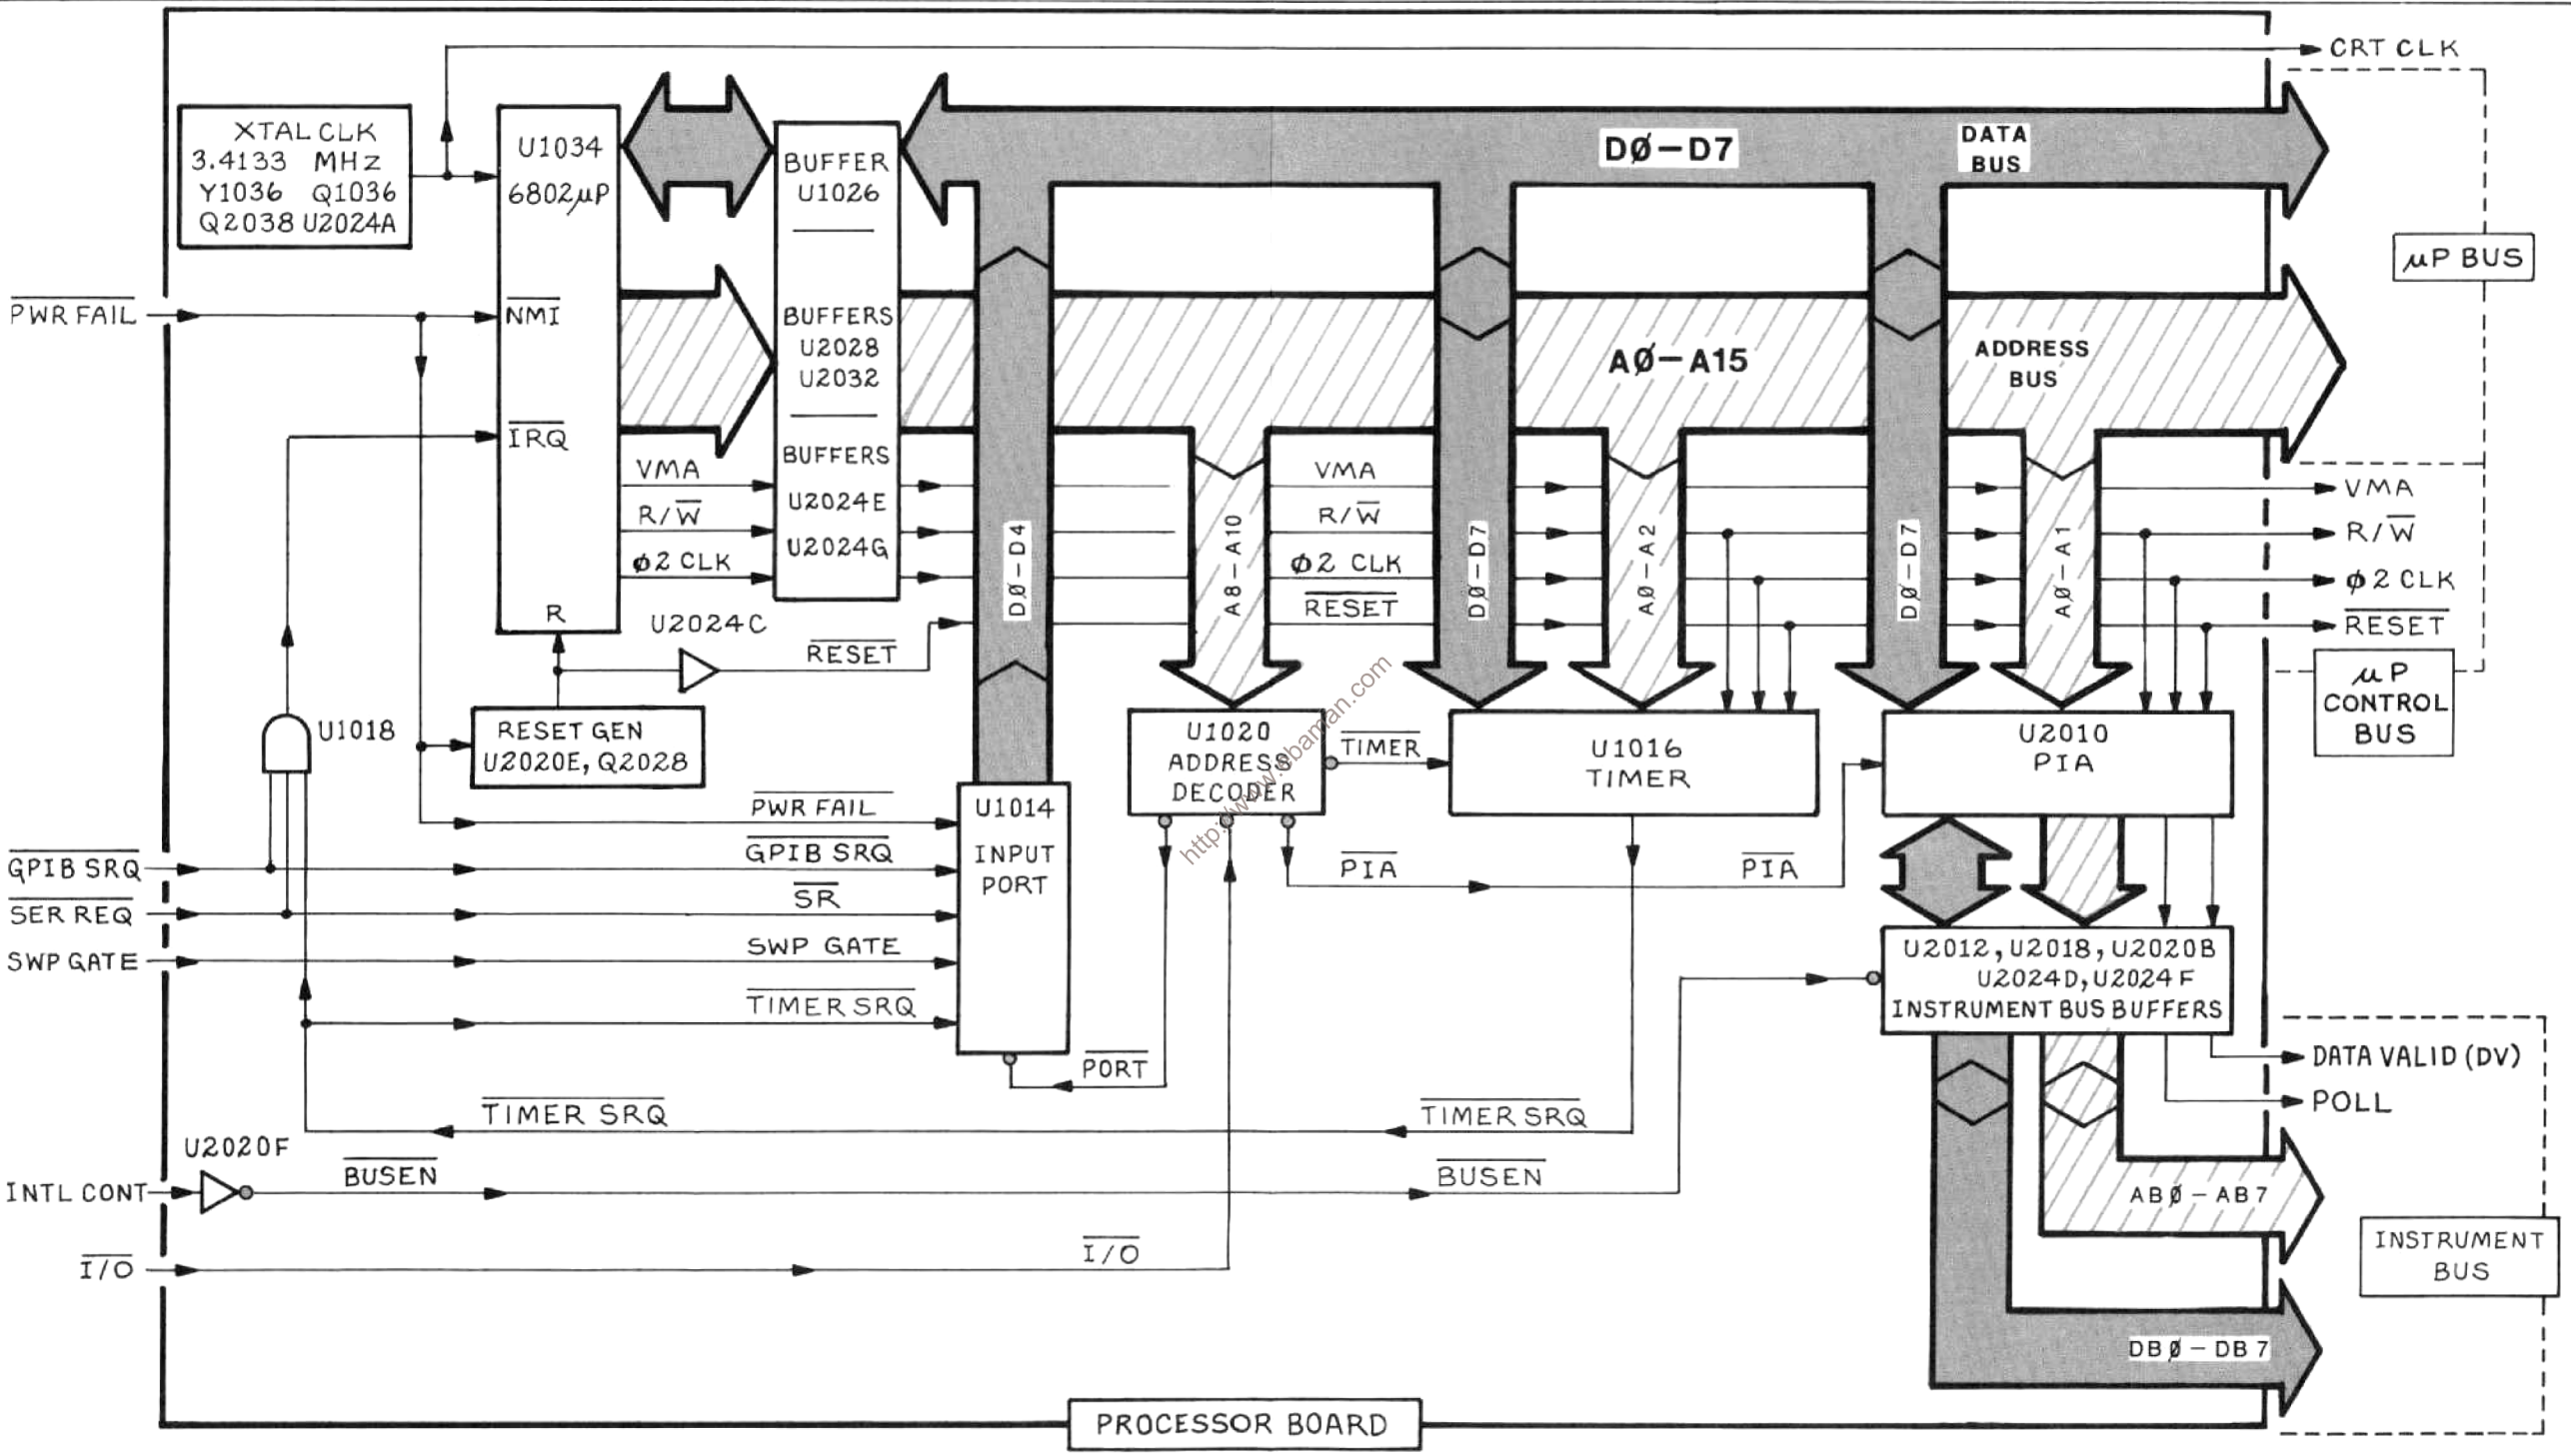 CRT CLK
XTAL CLK
3.4133 MHz
Y1036 Q1036
Q2038 U2024A
U1034
6802µP
NMI
IRQ
R
BUFFER
U1026
BUFFERS
U2028
U2032
BUFFERS
U2024E
U2024G
DØ-D7
DATA
BUS
µP BUS
PWR FAIL
AØ-A15
ADDRESS
BUS
VMA
R/W
ϕ2 CLK
VMA
R/W
ϕ2 CLK
RESET
VMA
R/W
ϕ2 CLK
RESET
DØ-D4
A8-A10
DØ-D7
AØ-A2
DØ-D7
AØ-A1
U2024C
RESET
µP
CONTROL
BUS
U1018
RESET GEN
U2020E, Q2028
U1020
ADDRESS
DECODER
TIMER
U1016
TIMER
U2010
PIA
http://www.ebaman.com
PWR FAIL
GPIB SRQ
SR
SWP GATE
TIMER SRQ
U1014
INPUT
PORT
GPIB SRQ
SER REQ
SWP GATE
PIA
PIA
U2012, U2018, U2020B
U2024D, U2024F
INSTRUMENT BUS BUFFERS
PORT
DATA VALID (DV)
POLL
TIMER SRQ
TIMER SRQ
U2020F
INTL CONT
BUSEN
BUSEN
ABØ-AB7
I/O
I/O
INSTRUMENT
BUS
DBØ-DB7
PROCESSOR BOARD